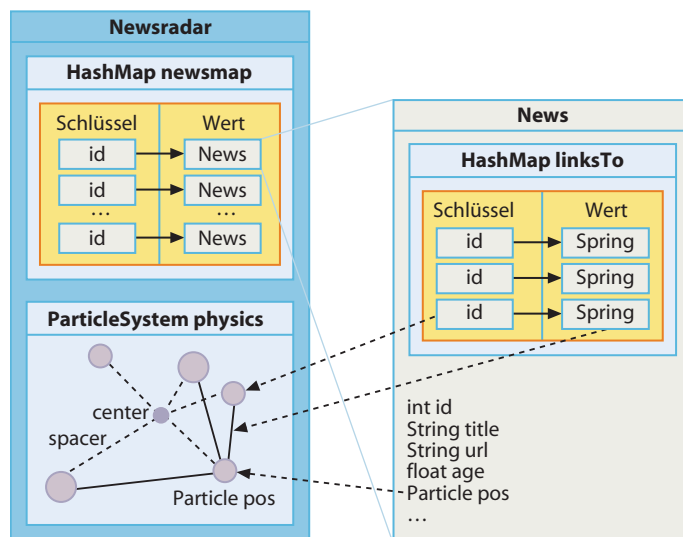 Newsradar
HashMap newsmap
Schlüssel Wert
id News
id News
... ...
id News
ParticleSystem physics
center
spacer
Particle pos
News
HashMap linksTo
Schlüssel Wert
id Spring
id Spring
id Spring
int id
String title
String url
float age
Particle pos
...